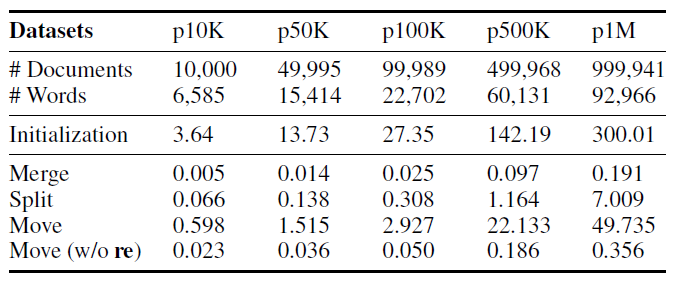 Datasets p10K p50K p100K p500K p1M
# Documents 10,000 49,995 99,989 499,968 999,941
# Words 6,585 15,414 22,702 60,131 92,966
Initialization 3.64 13.73 27.35 142.19 300.01
Merge 0.005 0.014 0.025 0.097 0.191
Split 0.066 0.138 0.308 1.164 7.009
Move 0.598 1.515 2.927 22.133 49.735
Move (w/o re) 0.023 0.036 0.050 0.186 0.356